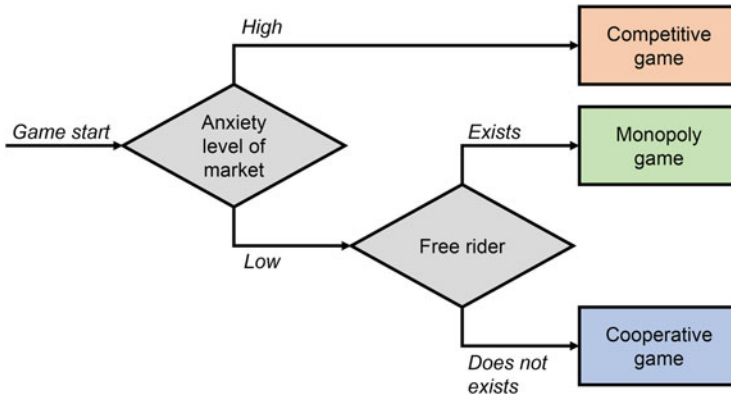 High
Competitive
game
Game start
Anxiety
level of
market
Exists
Monopoly
game
Low
Free rider
Does not
exists
Cooperative
game